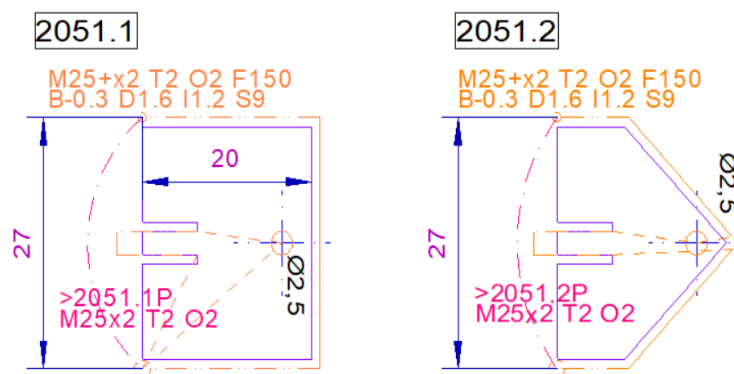 2051.1
M25+x2 T2 O2 F150
B-0.3 D1.6 I1.2 S9
20
27
Ø2,5
>2051.1P
M25x2 T2 O2
2051.2
M25+x2 T2 O2 F150
B-0.3 D1.6 I1.2 S9
Ø2,5
27
>2051.2P
M25x2 T2 O2